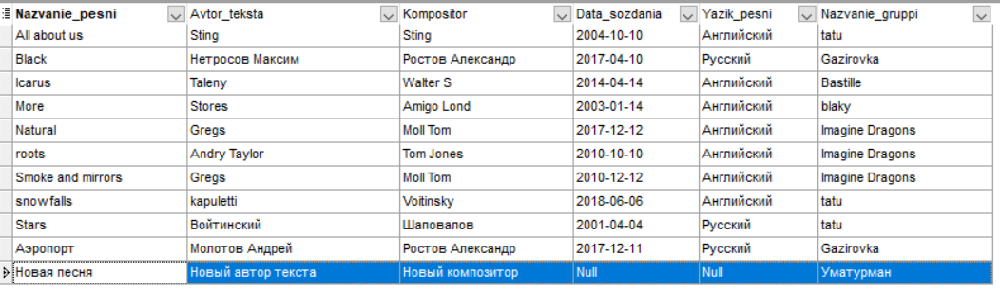 Nazvanie_pesni Avtor_teksta Kompositor Data_sozdania Yazik_pesni Nazvanie_gruppi
All about us Sting Sting 2004-10-10 Английский tatu
Black Нетросов Максим Ростов Александр 2017-04-10 Русский Gazirovka
Icarus Taleny Walter S 2014-04-14 Английский Bastille
More Stores Amigo Lond 2003-01-14 Английский blaky
Natural Gregs Moll Tom 2017-12-12 Английский Imagine Dragons
roots Andry Taylor Tom Jones 2010-10-10 Английский Imagine Dragons
Smoke and mirrors Gregs Moll Tom 2010-12-12 Английский Imagine Dragons
snow falls kapuletti Voitinsky 2018-06-06 Английский tatu
Stars Войтинский Шаповалов 2001-04-04 Русский tatu
Аэропорт Молотов Андрей Ростов Александр 2017-12-11 Русский Gazirovka
Новая песня Новый автор текста Новый композитор Null Null Уматурман